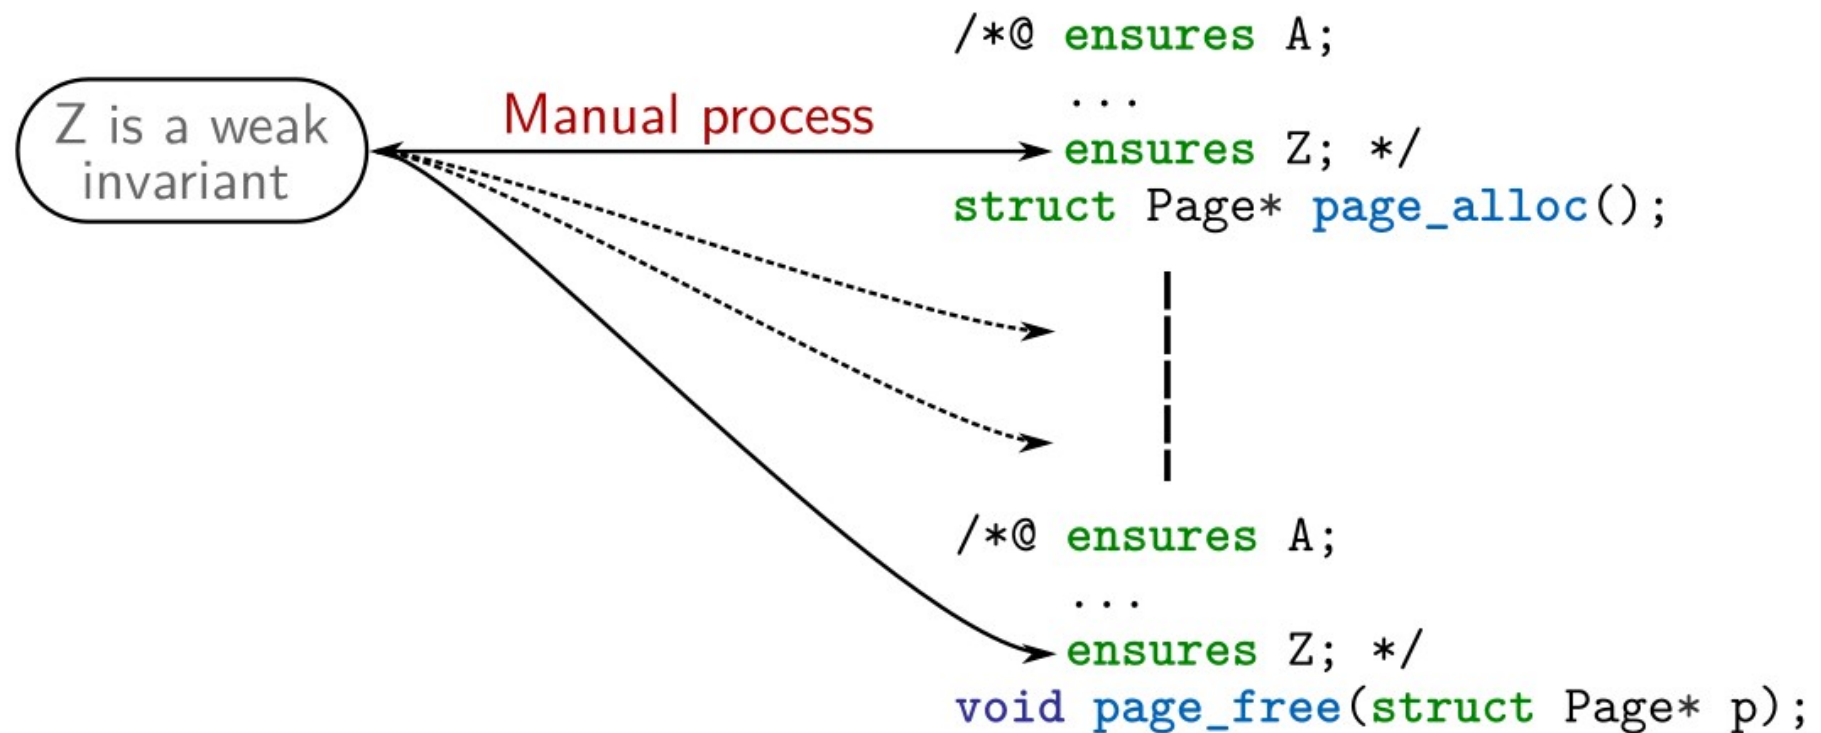 Z is a weak
invariant
Manual process
/*@ ensures A;
...
ensures Z; */
struct Page* page_alloc();
/*@ ensures A;
...
ensures Z; */
void page_free(struct Page* p);